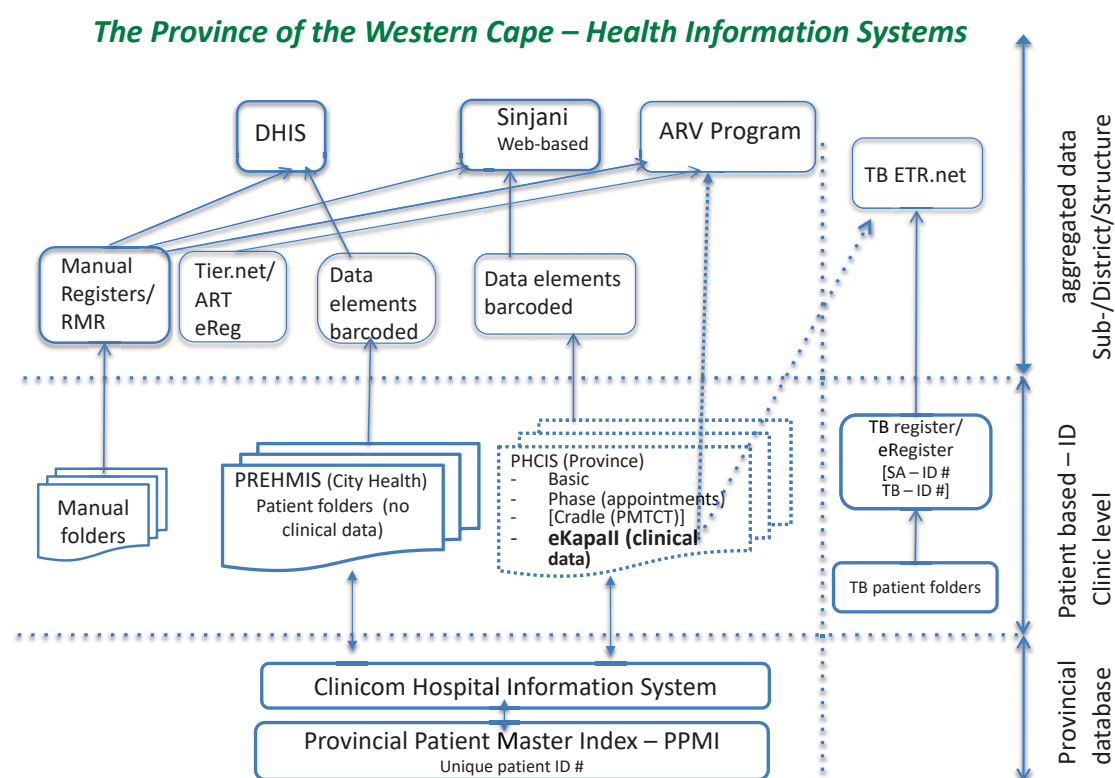 The Province of the Western Cape – Health Information Systems
DHIS
Sinjani
Web-based
ARV Program
TB ETR.net
Manual
Registers/
RMR
Tier.net/
ART
eReg
Data
elements
barcoded
Data elements
barcoded
aggregated data
Sub-/District/Structure
Manual
folders
PREHMIS (City Health)
Patient folders (no
clinical data)
PHCIS (Province)
- Basic
- Phase (appointments)
- [Cradle (PMTCT)]
- eKapaII (clinical
data)
TB register/
eRegister
[SA – ID #
TB – ID #]
TB patient folders
Patient based – ID
Clinic level
Clinicom Hospital Information System
Provincial Patient Master Index – PPMI
Unique patient ID #
Provincial
database